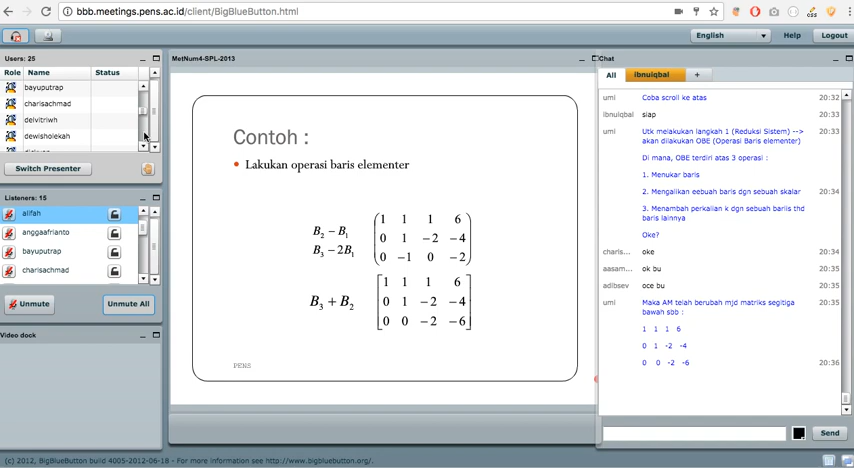 bbb.meetings.pens.ac.id/client/BigBlueButton.html
English
Help
Logout
Users: 25
Role Name Status
bayuputrap
charisachmad
delvitriwh
dewisholekah
Switch Presenter
Listeners: 15
alifah
anggaafrianto
bayuputrap
charisachmad
Unmute
Unmute All
Video dock
MetNum4-SPL-2013
Contoh :
• Lakukan operasi baris elementer
B₂ − B₁
B₃ − 2B₁
1 1 1 6
0 1 −2 −4
0 −1 0 −2
B₃ + B₂
1 1 1 6
0 1 −2 −4
0 0 −2 −6
PENS
Chat
All ibnuiqbal +
umi Coba scroll ke atas 20:32
ibnuiqbal siap 20:33
umi Utk melakukan langkah 1 (Reduksi Sistem) --> 20:33
akan dilakukan OBE (Operasi Baris Elementer)
Di mana, OBE terdiri atas 3 operasi :
1. Menukar baris
2. Mengalikan eebuah baris dgn sebuah skalar 20:34
3. Menambah perkalian k dgn sebuah bariis thd
baris lainnya
Oke?
charis... oke 20:34
aasam... ok bu 20:35
adibsev oce bu 20:35
umi Maka AM telah berubah mjd matriks segitiga 20:35
bawah sbb :
1 1 1 6
0 1 -2 -4
0 0 -2 -6 20:36
Send
(c) 2012, BigBlueButton build 4005-2012-06-18 - For more information see http://www.bigbluebutton.org/.